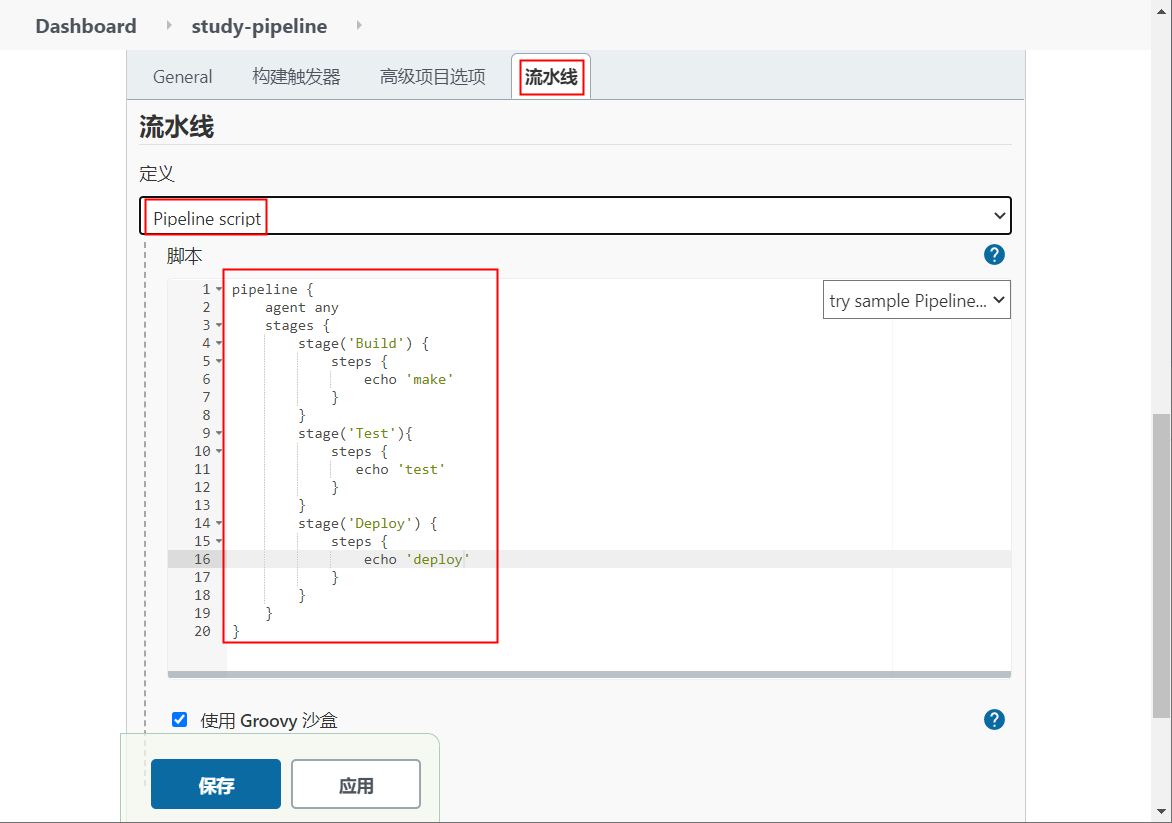 Dashboard study-pipeline
General 构建触发器 高级项目选项 流水线
流水线
定义
Pipeline script
脚本 ?
try sample Pipeline...
1 pipeline {
2     agent any
3     stages {
4         stage('Build') {
5             steps {
6                 echo 'make'
7             }
8         }
9         stage('Test'){
10             steps {
11                echo 'test'
12             }
13         }
14         stage('Deploy') {
15             steps {
16                 echo 'deploy'
17             }
18         }
19     }
20 }
使用 Groovy 沙盒 ?
保存 应用